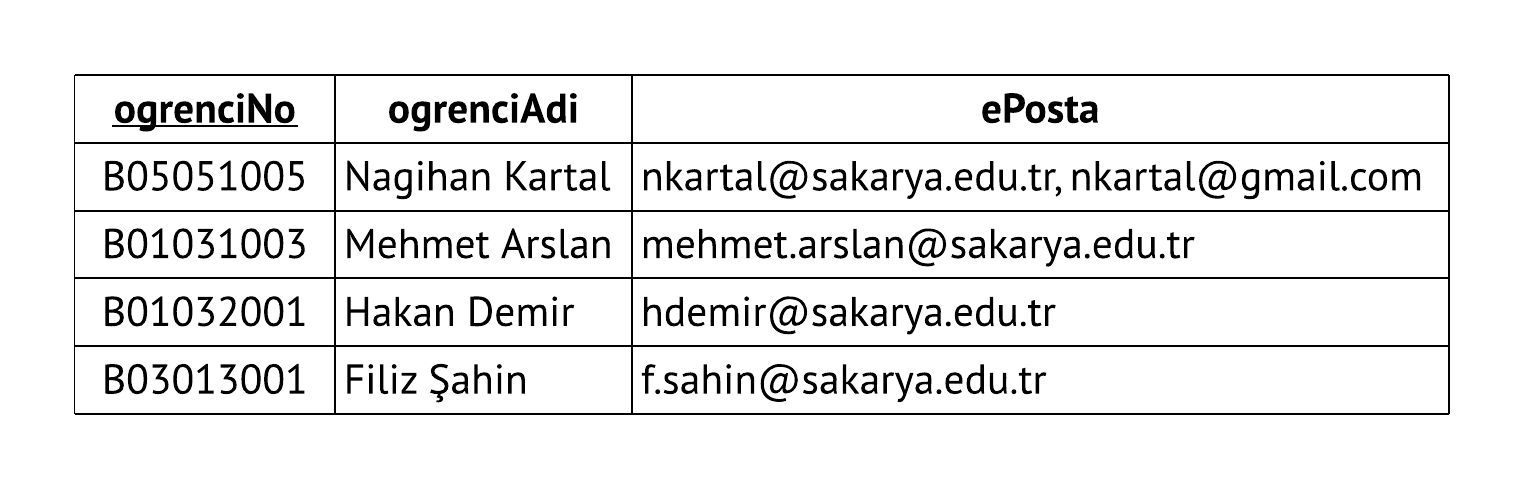 ogrenciNo ogrenciAdi ePosta
B05051005 Nagihan Kartal nkartal@sakarya.edu.tr, nkartal@gmail.com
B01031003 Mehmet Arslan mehmet.arslan@sakarya.edu.tr
B01032001 Hakan Demir hdemir@sakarya.edu.tr
B03013001 Filiz Şahin f.sahin@sakarya.edu.tr